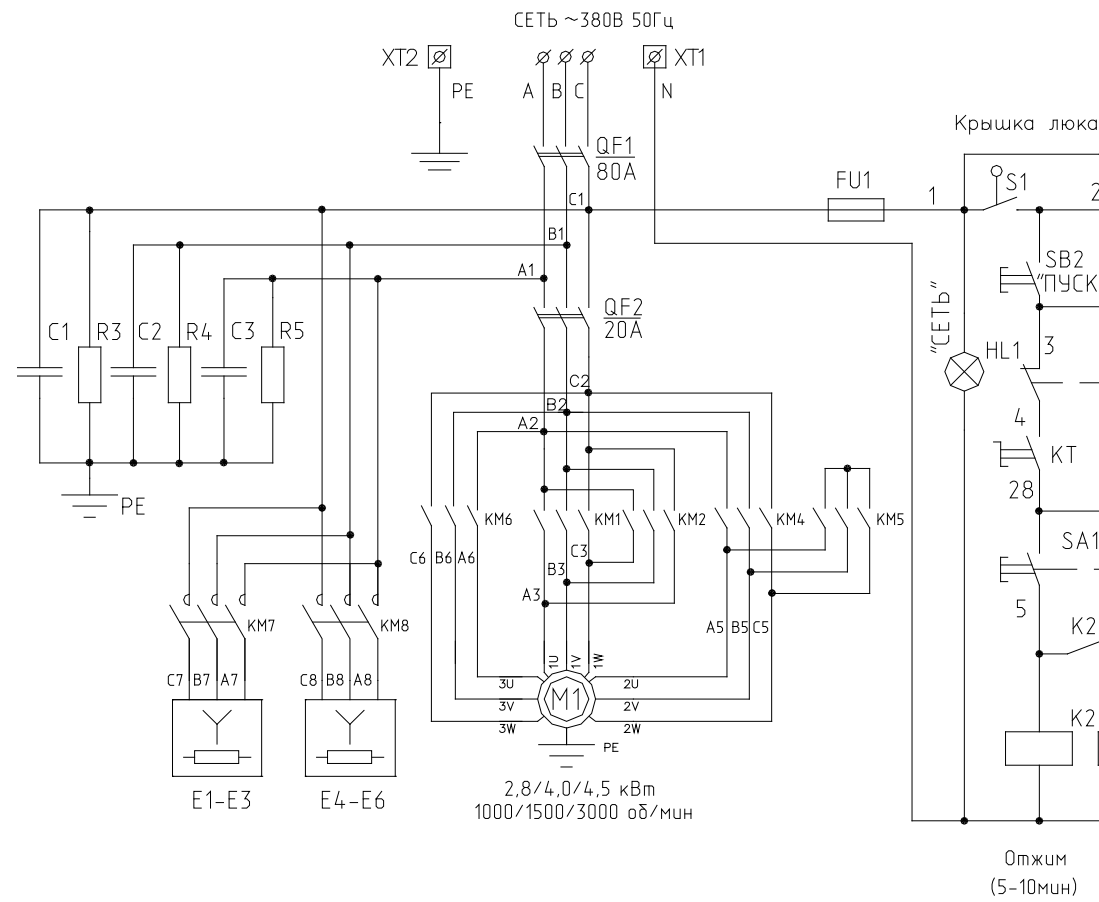 СЕТЬ ~380В 50Гц
XT2
XT1
PE
A
B
C
N
Крышка люка
QF1
80A
C1
FU1
1
S1
2
B1
A1
SB2
"ПУСК
QF2
20A
"СЕТЬ"
C1
R3
C2
R4
C3
R5
HL1
3
C2
B2
A2
4
KT
PE
28
KM6
KM1
KM2
KM4
KM5
C6
B6
A6
C3
B3
A3
SA1
5
KM7
KM8
A5
B5
C5
K2
1U
1V
1W
C7
B7
A7
C8
B8
A8
3U
3V
3W
M1
2U
2V
2W
K2
PE
E1-E3
E4-E6
2,8/4,0/4,5 кВт
1000/1500/3000 об/мин
Отжим
(5-10мин)